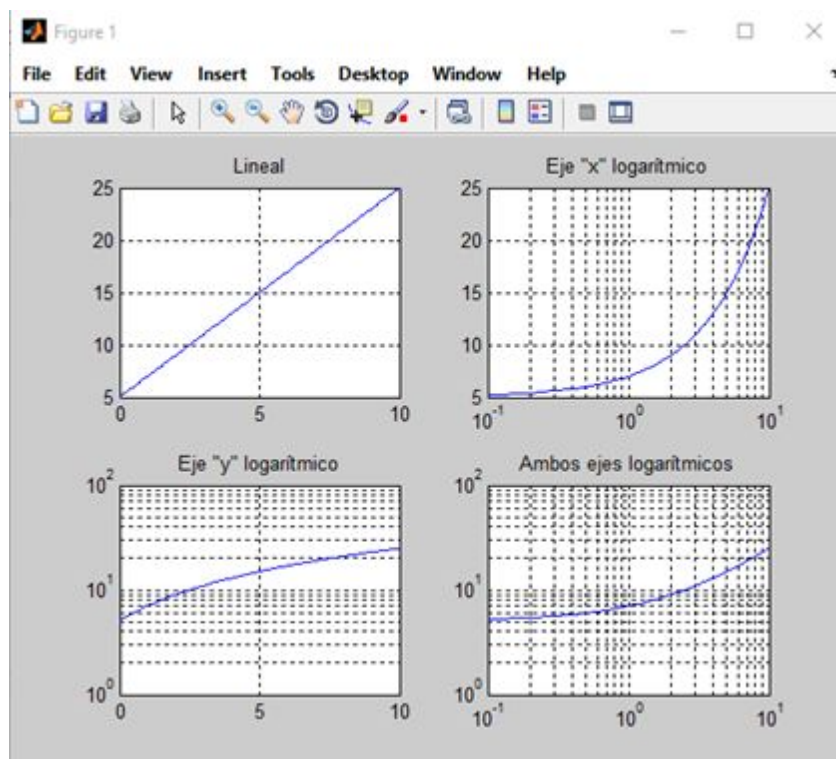 Figure 1
File Edit View Insert Tools Desktop Window Help
Lineal
25
20
15
10
5
0 5 10
Eje "x" logarítmico
25
20
15
10
5
10^-1 10^0 10^1
Eje "y" logarítmico
10^2
10^1
10^0
0 5 10
Ambos ejes logarítmicos
10^2
10^1
10^0
10^-1 10^0 10^1